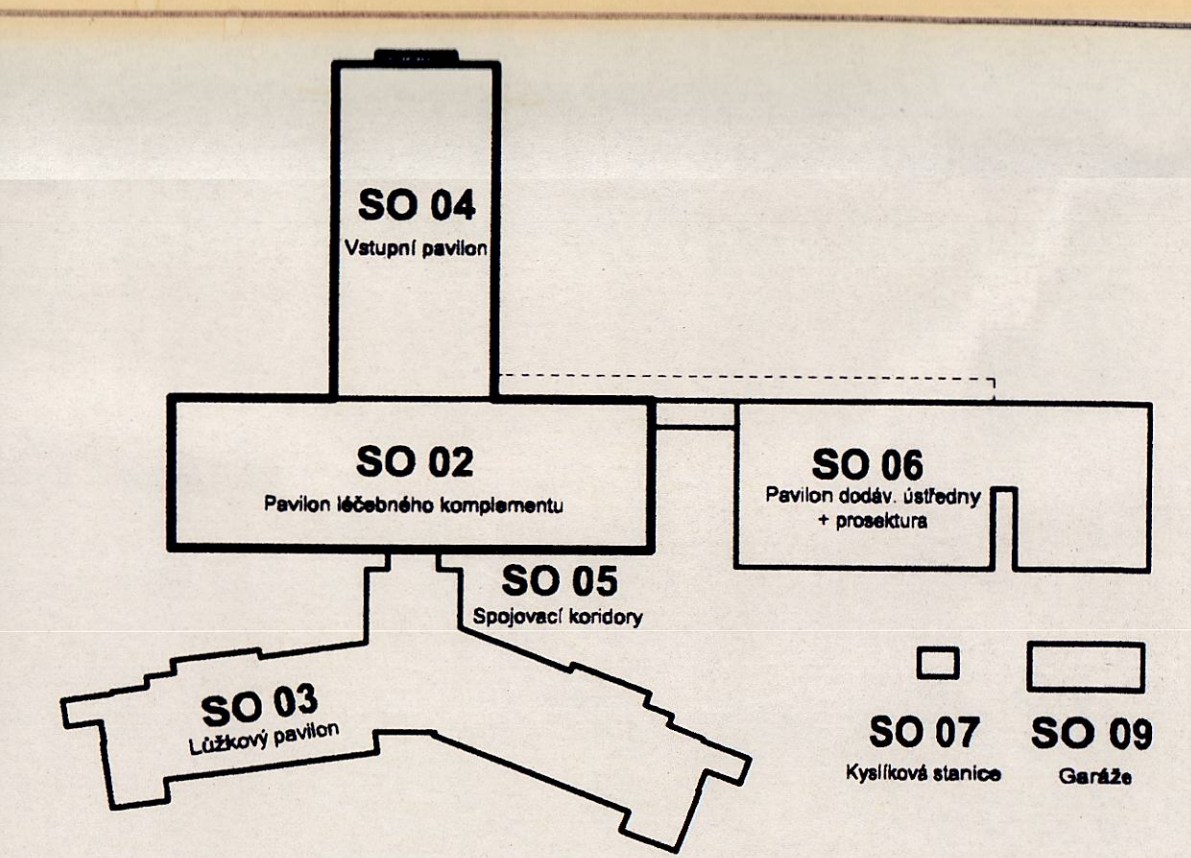 SO 04
Vstupní pavilon
SO 02
Pavilon léčebného komplementu
SO 06
Pavilon dodáv. ústředny
+ prosektura
SO 05
Spojovací koridory
SO 03
Lůžkový pavilon
SO 07
Kyslíková stanice
SO 09
Garáže